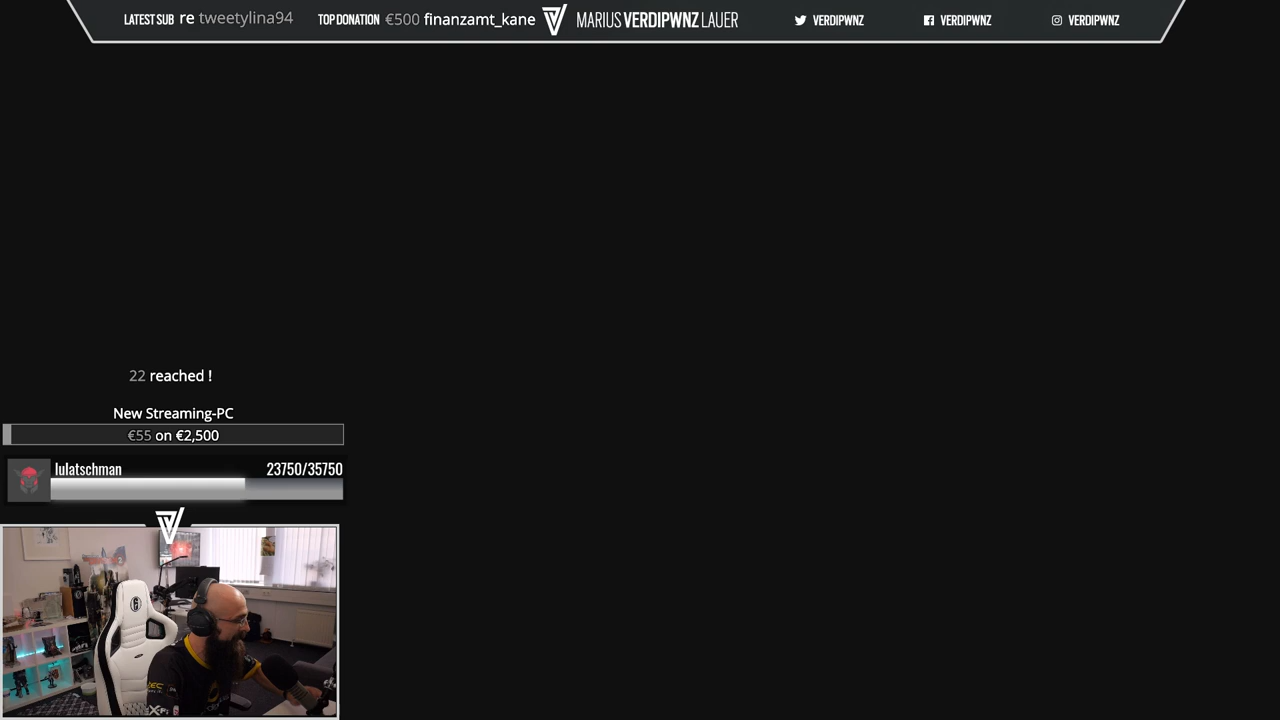 LATEST SUB re tweetylina94 TOP DONATION €500 finanzamt_kane MARIUS VERDIPWNZ LAUER VERDIPWNZ VERDIPWNZ VERDIPWNZ
22 reached !
New Streaming-PC
€55 on €2,500
lulatschman 23750/35750